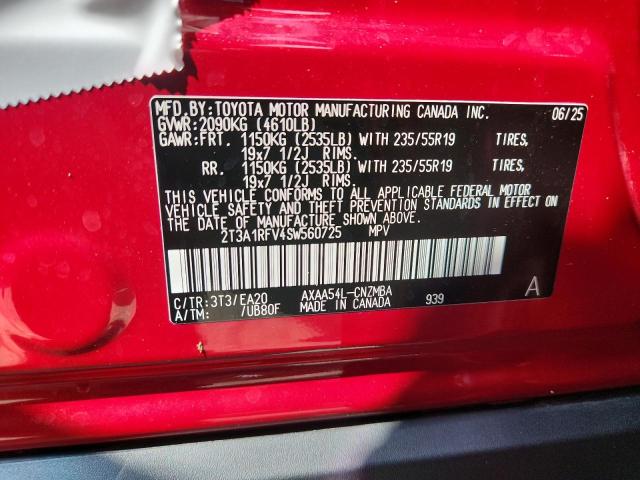 MFD.BY:TOYOTA MOTOR MANUFACTURING CANADA INC. 06/25
GVWR:2090KG (4610LB)
GAWR:FRT. 1150KG (2535LB) WITH 235/55R19 TIRES,
19x7 1/2J RIMS.
RR. 1150KG (2535LB) WITH 235/55R19 TIRES,
19x7 1/2J RIMS.
THIS VEHICLE CONFORMS TO ALL APPLICABLE FEDERAL MOTOR
VEHICLE SAFETY AND THEFT PREVENTION STANDARDS IN EFFECT
ON THE DATE OF MANUFACTURE SHOWN ABOVE.
2T3A1RFV4SW560725 MPV
A
C/TR:3T3/EA20 AXAA54L-CNZMBA
A/TM: /UB80F MADE IN CANADA 939